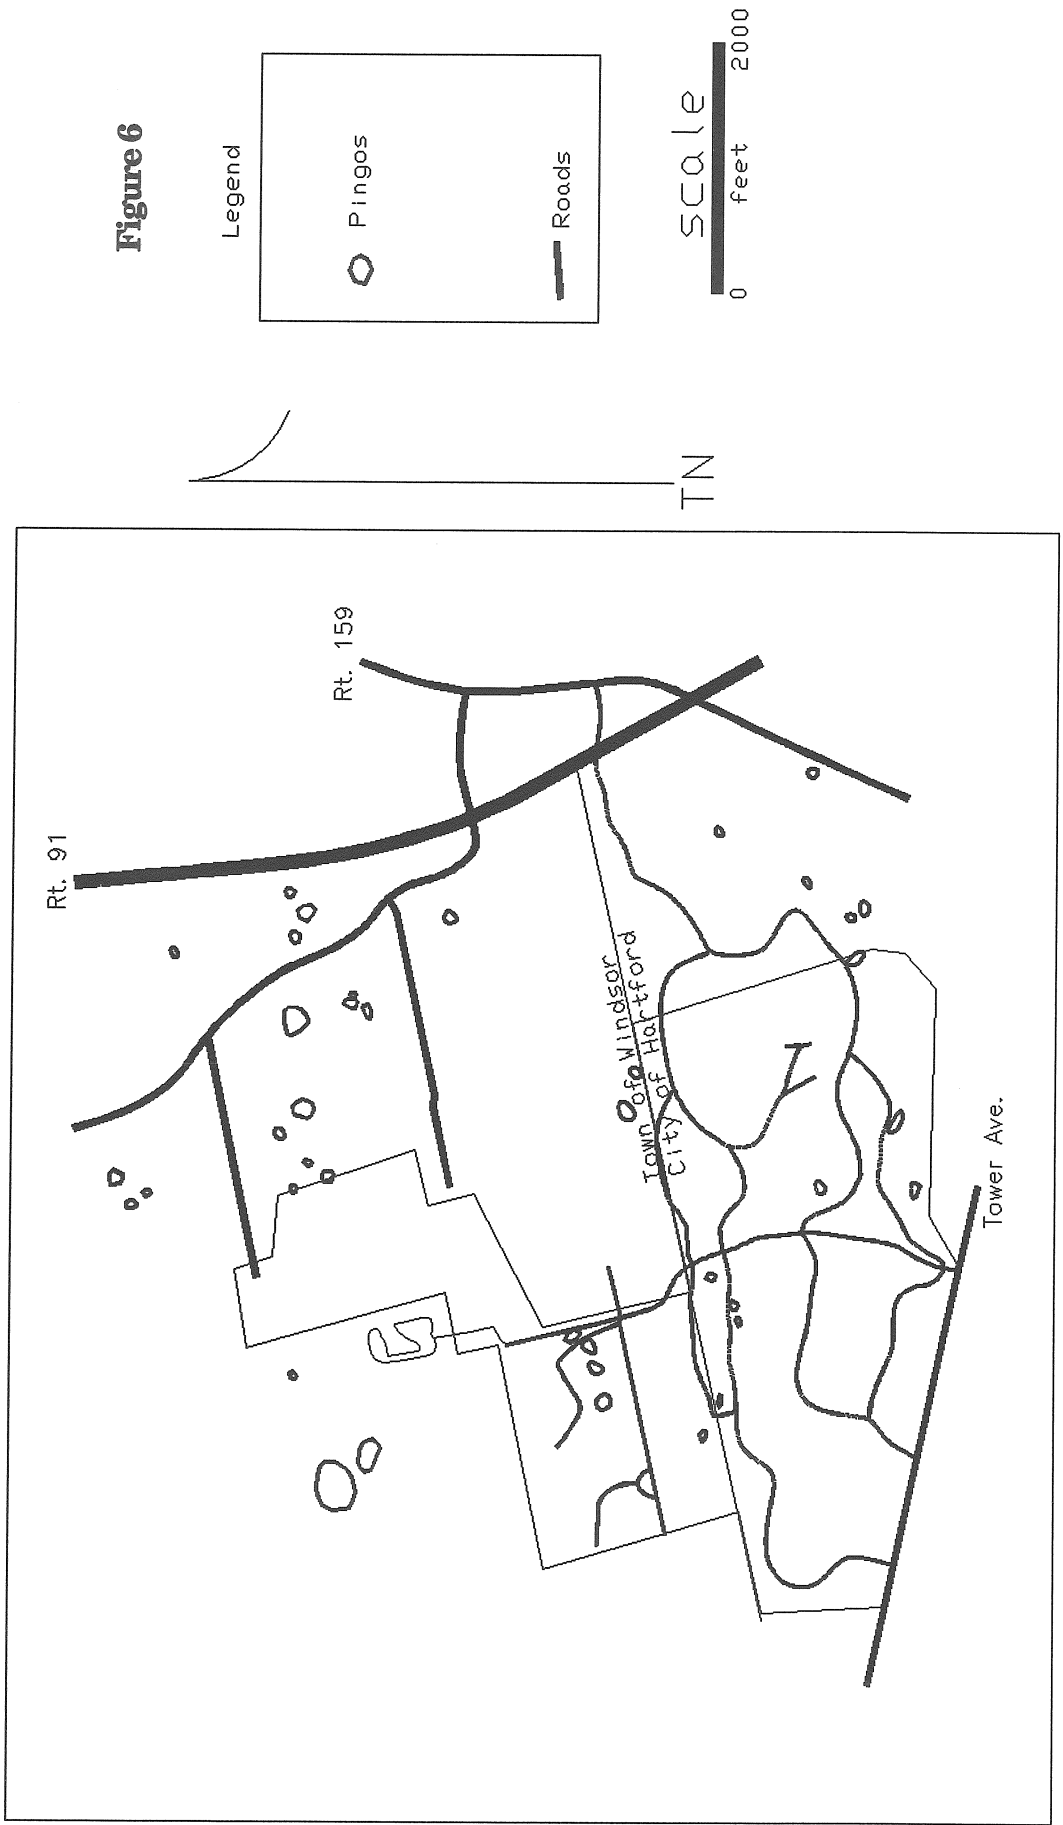 Figure 6
Legend
Pingos
Roads
scale
0 feet 2000
TN
Rt. 159
Rt. 91
Town of Windsor
City of Hartford
Tower Ave.